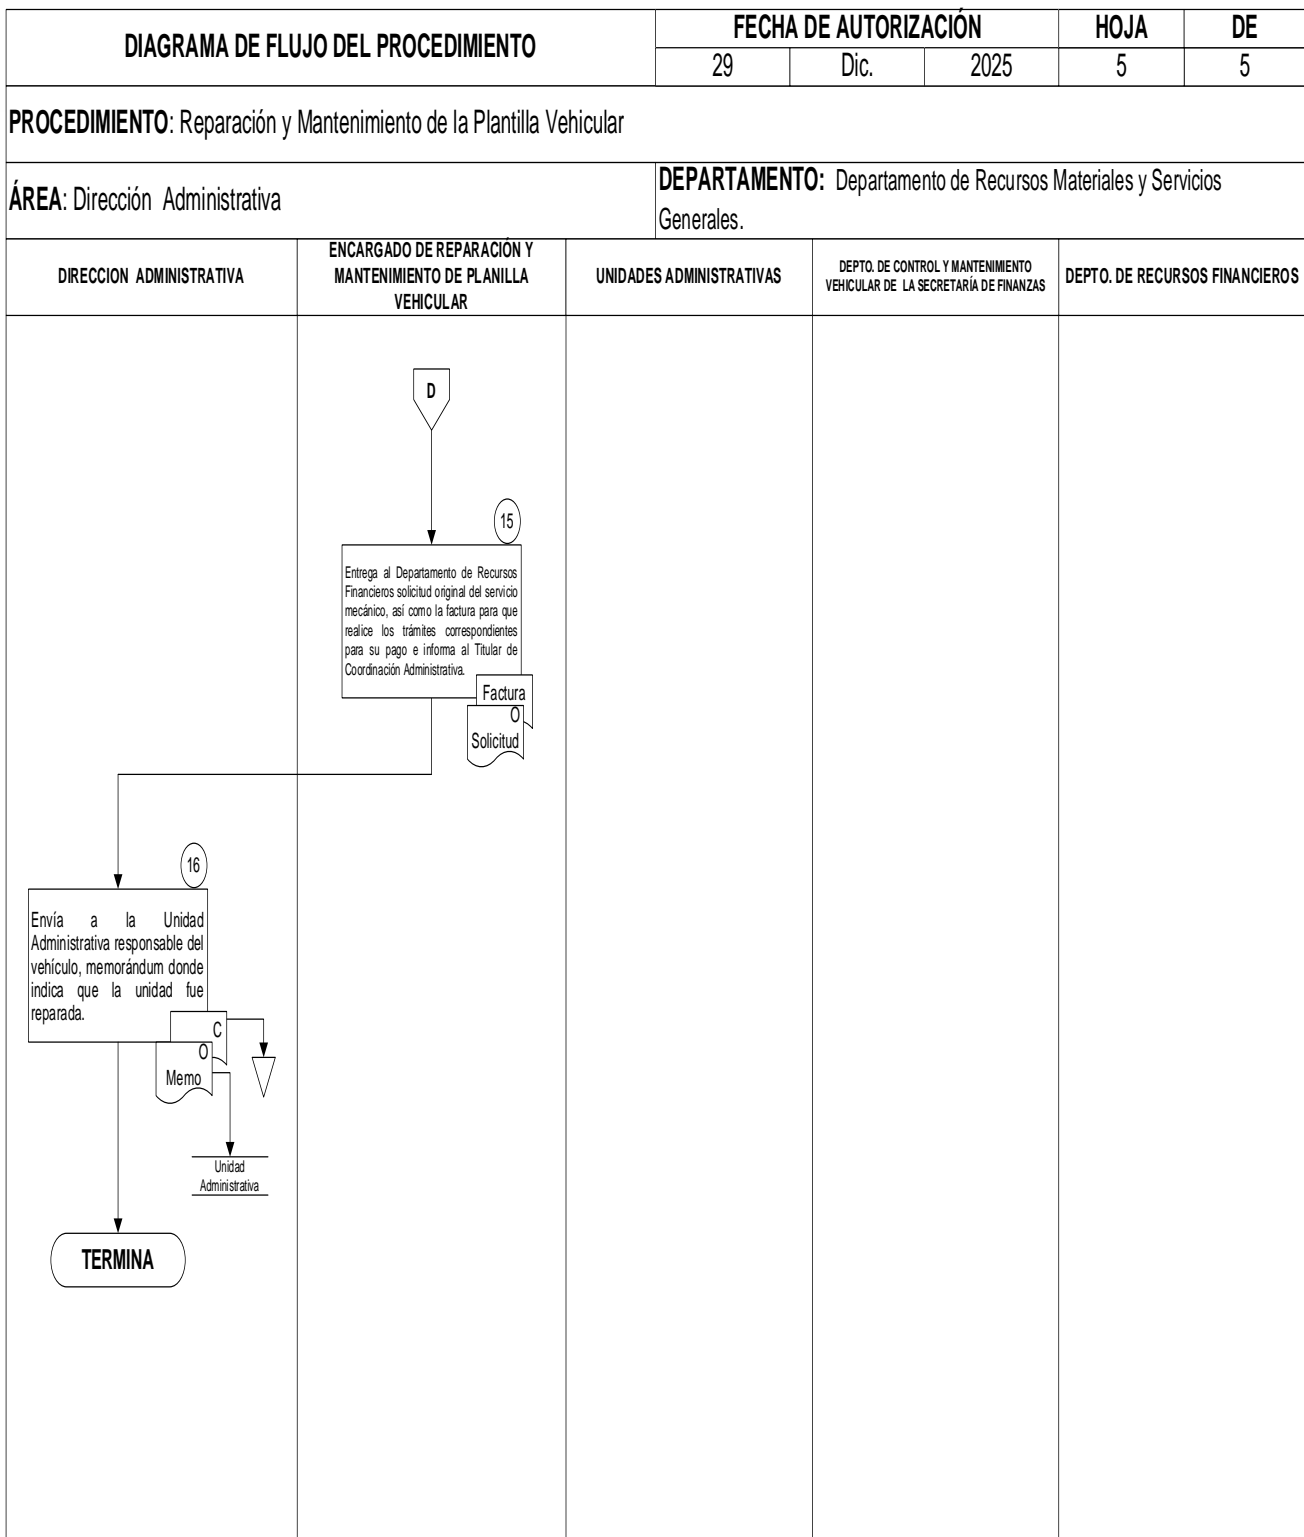 DIAGRAMA DE FLUJO DEL PROCEDIMIENTO
FECHA DE AUTORIZACIÓN
HOJA
DE
29
Dic.
2025
5
5
PROCEDIMIENTO: Reparación y Mantenimiento de la Plantilla Vehicular
ÁREA: Dirección Administrativa
DEPARTAMENTO: Departamento de Recursos Materiales y Servicios
Generales.
DIRECCION ADMINISTRATIVA
ENCARGADO DE REPARACIÓN Y
MANTENIMIENTO DE PLANILLA
VEHICULAR
UNIDADES ADMINISTRATIVAS
DEPTO. DE CONTROL Y MANTENIMIENTO
VEHICULAR DE LA SECRETARÍA DE FINANZAS
DEPTO. DE RECURSOS FINANCIEROS
D
15
Entrega al Departamento de Recursos
Financieros solicitud original del servicio
mecánico, así como la factura para que
realice los trámites correspondientes
para su pago e informa al Titular de
Coordinación Administrativa.
Factura
O
Solicitud
16
Envía a la Unidad
Administrativa responsable del
vehículo, memorándum donde
indica que la unidad fue
reparada.
C
O
Memo
Unidad
Administrativa
TERMINA